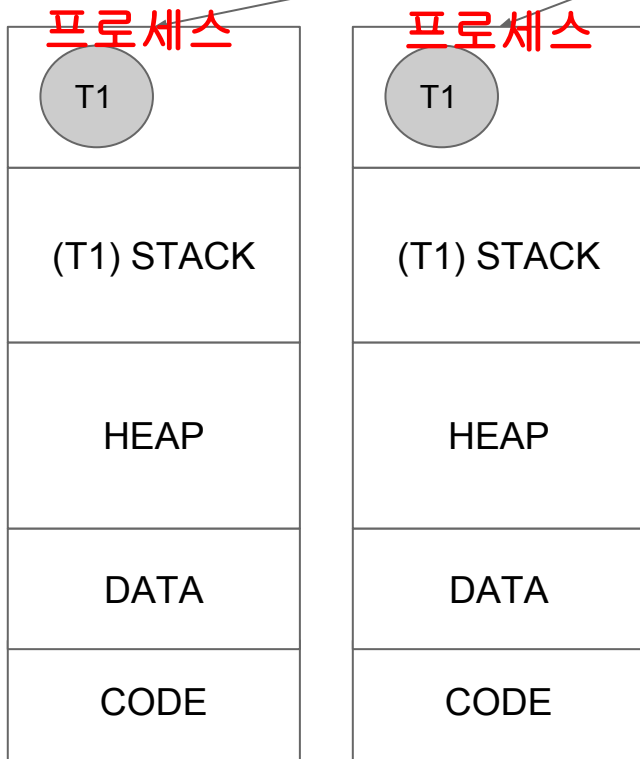 프로세스
T1
(T1) STACK
HEAP
DATA
CODE
프로세스
T1
(T1) STACK
HEAP
DATA
CODE